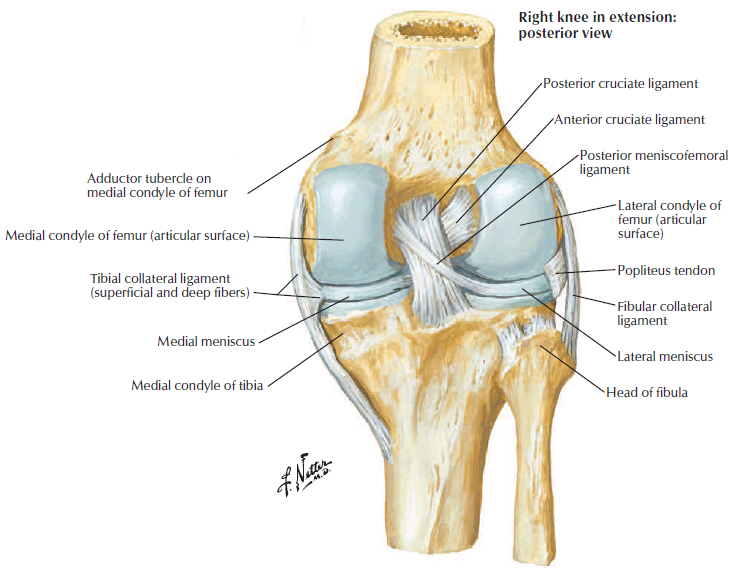 Right knee in extension:
posterior view
Posterior cruciate ligament
Anterior cruciate ligament
Posterior meniscofemoral
ligament
Adductor tubercle on
medial condyle of femur
Lateral condyle of
femur (articular
surface)
Medial condyle of femur (articular surface)
Popliteus tendon
Tibial collateral ligament
(superficial and deep fibers)
Fibular collateral
ligament
Medial meniscus
Lateral meniscus
Medial condyle of tibia
Head of fibula
F. Netter
M.D.